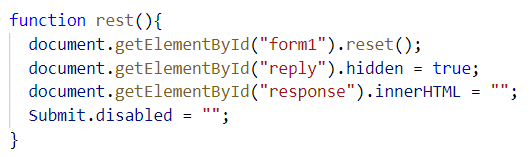 function rest(){
  document.getElementById("form1").reset();
  document.getElementById("reply").hidden = true;
  document.getElementById("response").innerHTML = "";
  Submit.disabled = "";
}